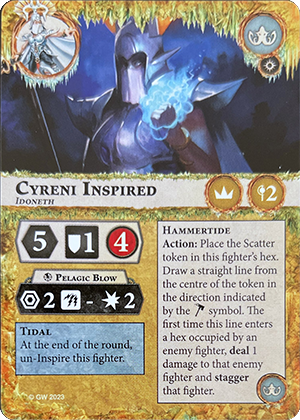 CYRENI INSPIRED
IDONETH
2
5 1 4
PELAGIC BLOW
2 - 2
TIDAL
At the end of the round,
un-Inspire this fighter.
HAMMERTIDE
Action: Place the Scatter
token in this fighter's hex.
Draw a straight line from
the centre of the token in
the direction indicated
by the symbol. The
first time this line enters
a hex occupied by an
enemy fighter, deal 1
damage to that enemy
fighter and stagger
that fighter.
© GW 2023